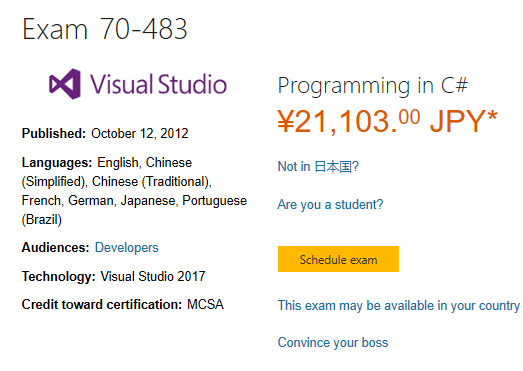 Exam 70-483
Visual Studio
Published: October 12, 2012
Languages: English, Chinese
(Simplified), Chinese (Traditional),
French, German, Japanese, Portuguese
(Brazil)
Audiences: Developers
Technology: Visual Studio 2017
Credit toward certification: MCSA
Programming in C#
¥21,103.00 JPY*
Not in 日本国?
Are you a student?
Schedule exam
This exam may be available in your country
Convince your boss